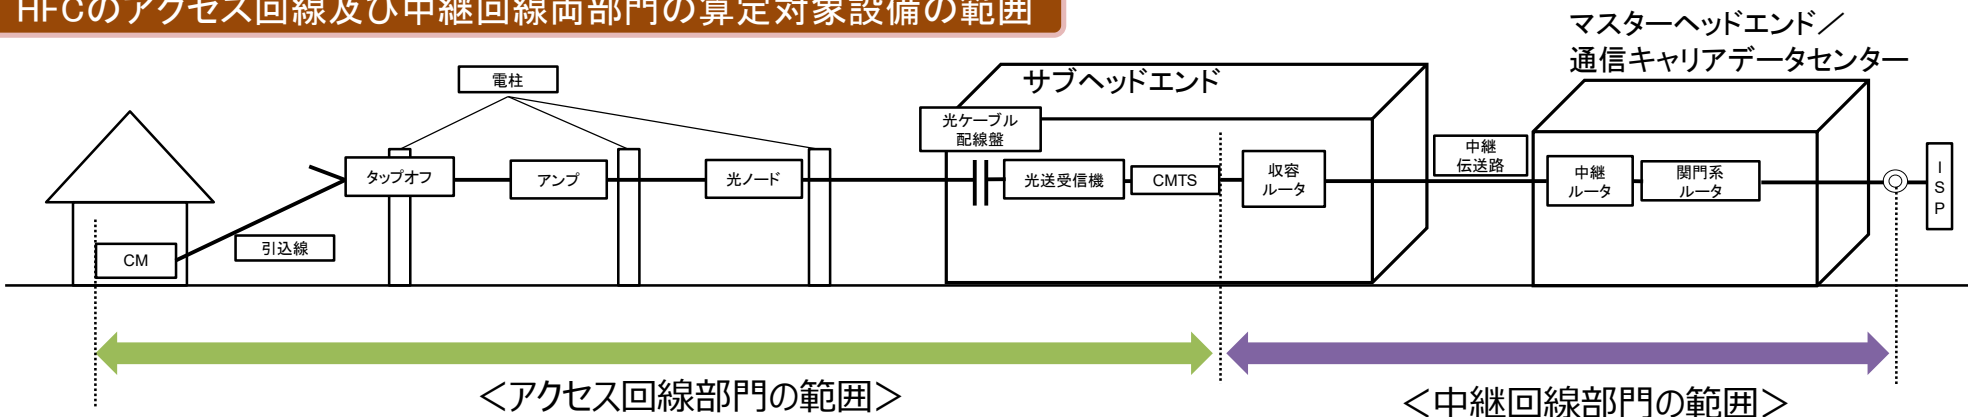 HFCのアクセス回線及び中継回線両部門の算定対象設備の範囲
マスターヘッドエンド／
通信キャリアデータセンター
電柱
サブヘッドエンド
光ケーブル
配線盤
タップオフ
アンプ
光ノード
光送受信機
CMTS
収容
ルータ
中継
伝送路
中継
ルータ
関門系
ルータ
ISP
CM
引込線
＜アクセス回線部門の範囲＞
＜中継回線部門の範囲＞